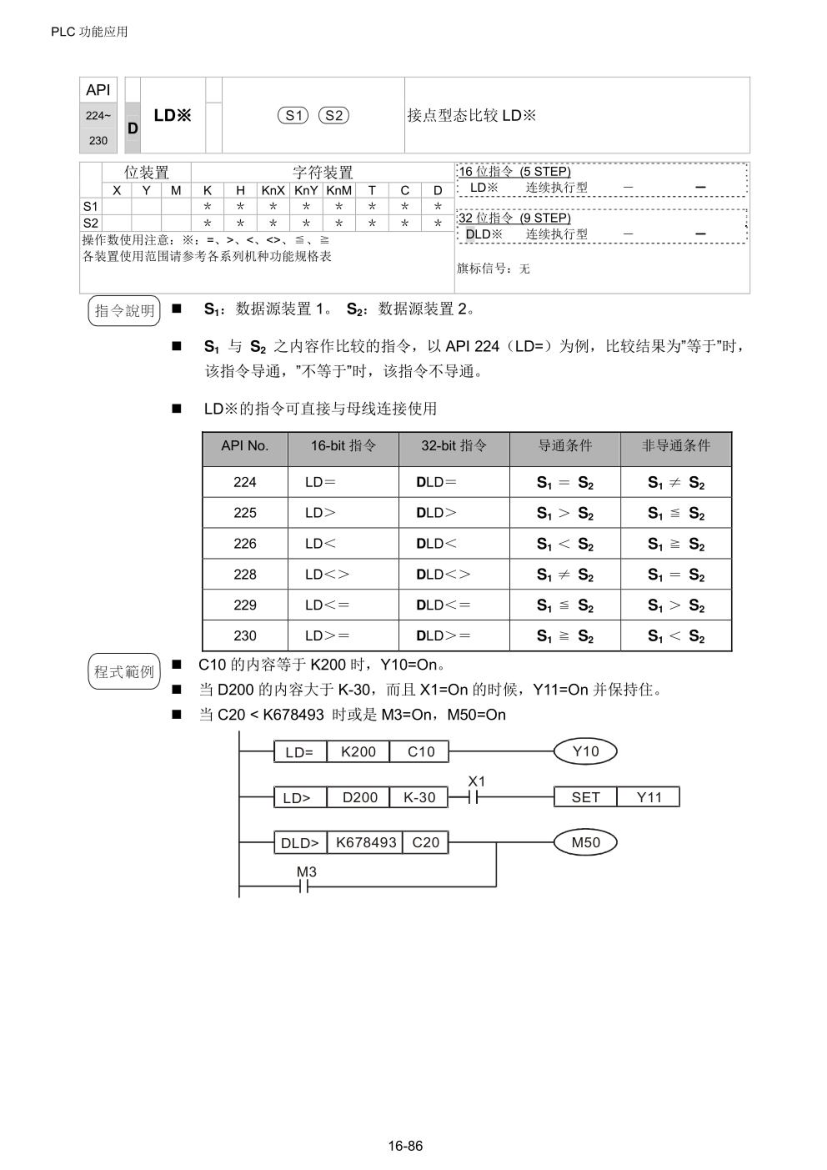 PLC 功能应用
API
224~
230
D
LD※
S1 S2
接点型态比较 LD※
位装置 字符装置
X Y M K H KnX KnY KnM T C D
S1 * * * * * * * *
S2 * * * * * * * *
操作数使用注意：※：=、>、<、<>、≦、≧
各装置使用范围请参考各系列机种功能规格表
16 位指令 (5 STEP)
LD※ 连续执行型 － －
32 位指令 (9 STEP)
DLD※ 连续执行型 － －
旗标信号：无
指令說明
■ S1：数据源装置 1。 S2：数据源装置 2。
■ S1 与 S2 之内容作比较的指令，以 API 224（LD=）为例，比较结果为"等于"时，
该指令导通，"不等于"时，该指令不导通。
■ LD※的指令可直接与母线连接使用
API No. 16-bit 指令 32-bit 指令 导通条件 非导通条件
224 LD＝ DLD＝ S1 ＝ S2 S1 ≠ S2
225 LD＞ DLD＞ S1 ＞ S2 S1 ≦ S2
226 LD＜ DLD＜ S1 ＜ S2 S1 ≧ S2
228 LD＜＞ DLD＜＞ S1 ≠ S2 S1 ＝ S2
229 LD＜＝ DLD＜＝ S1 ≦ S2 S1 ＞ S2
230 LD＞＝ DLD＞＝ S1 ≧ S2 S1 ＜ S2
程式範例
■ C10 的内容等于 K200 时，Y10=On。
■ 当 D200 的内容大于 K-30，而且 X1=On 的时候，Y11=On 并保持住。
■ 当 C20 < K678493 时或是 M3=On，M50=On
LD= K200 C10 Y10
X1
LD> D200 K-30 SET Y11
DLD> K678493 C20 M50
M3
16-86